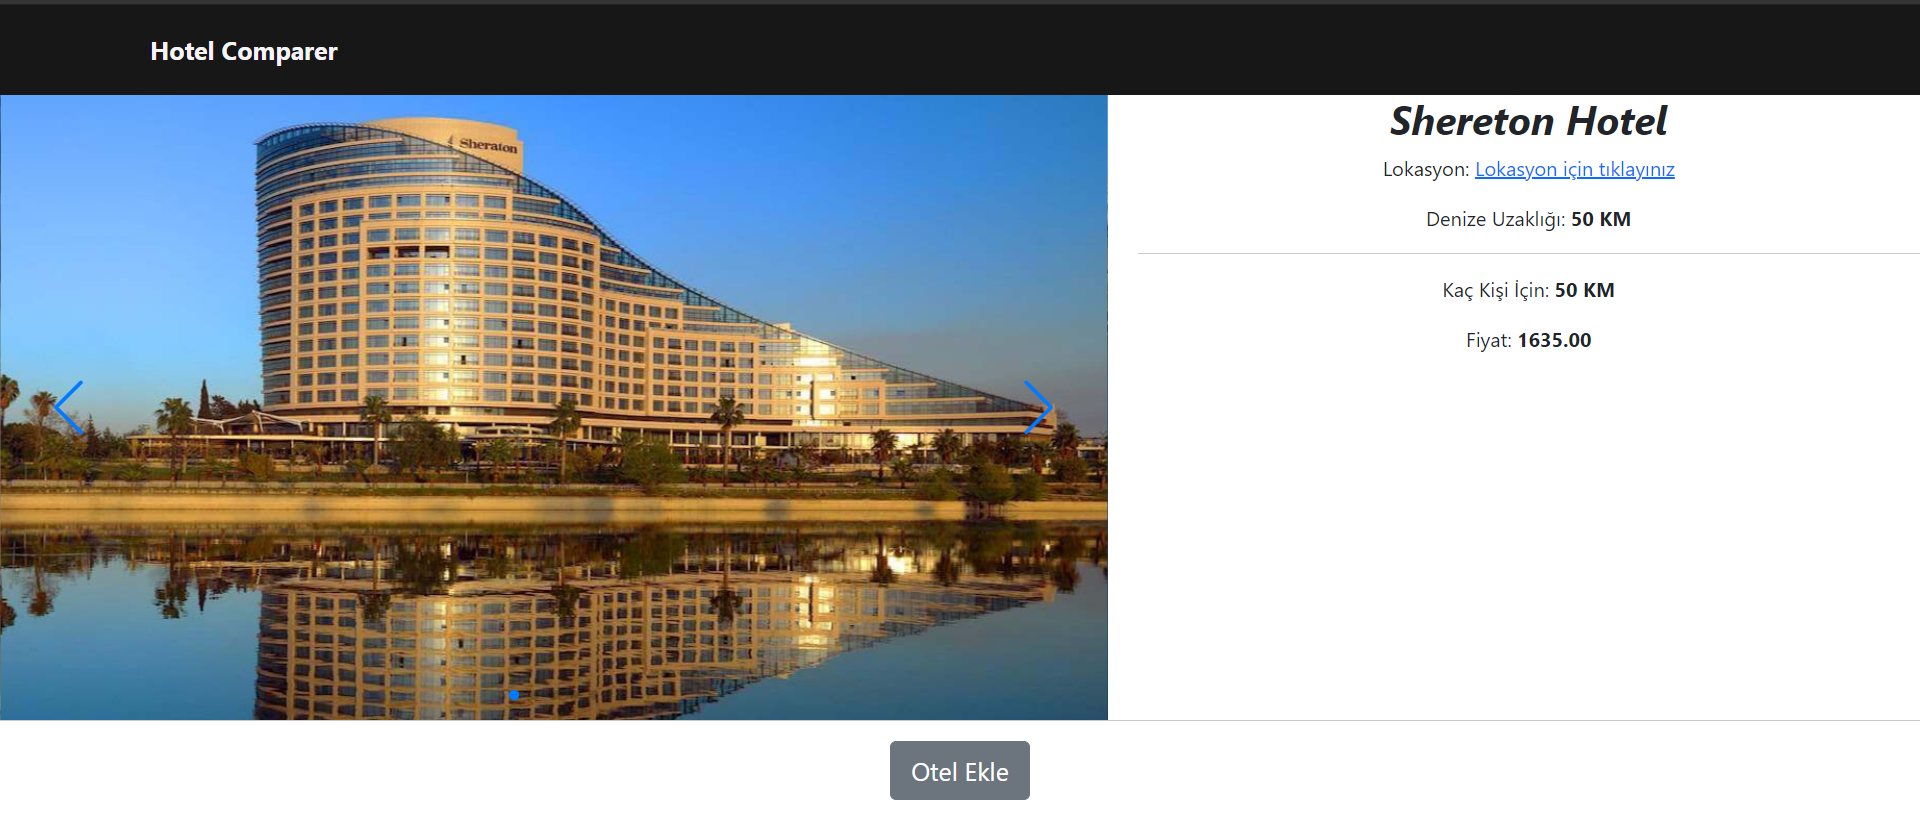 Hotel Comparer
Sheraton
Shereton Hotel
Lokasyon: Lokasyon için tıklayınız
Denize Uzaklığı: 50 KM
Kaç Kişi İçin: 50 KM
Fiyat: 1635.00
Otel Ekle